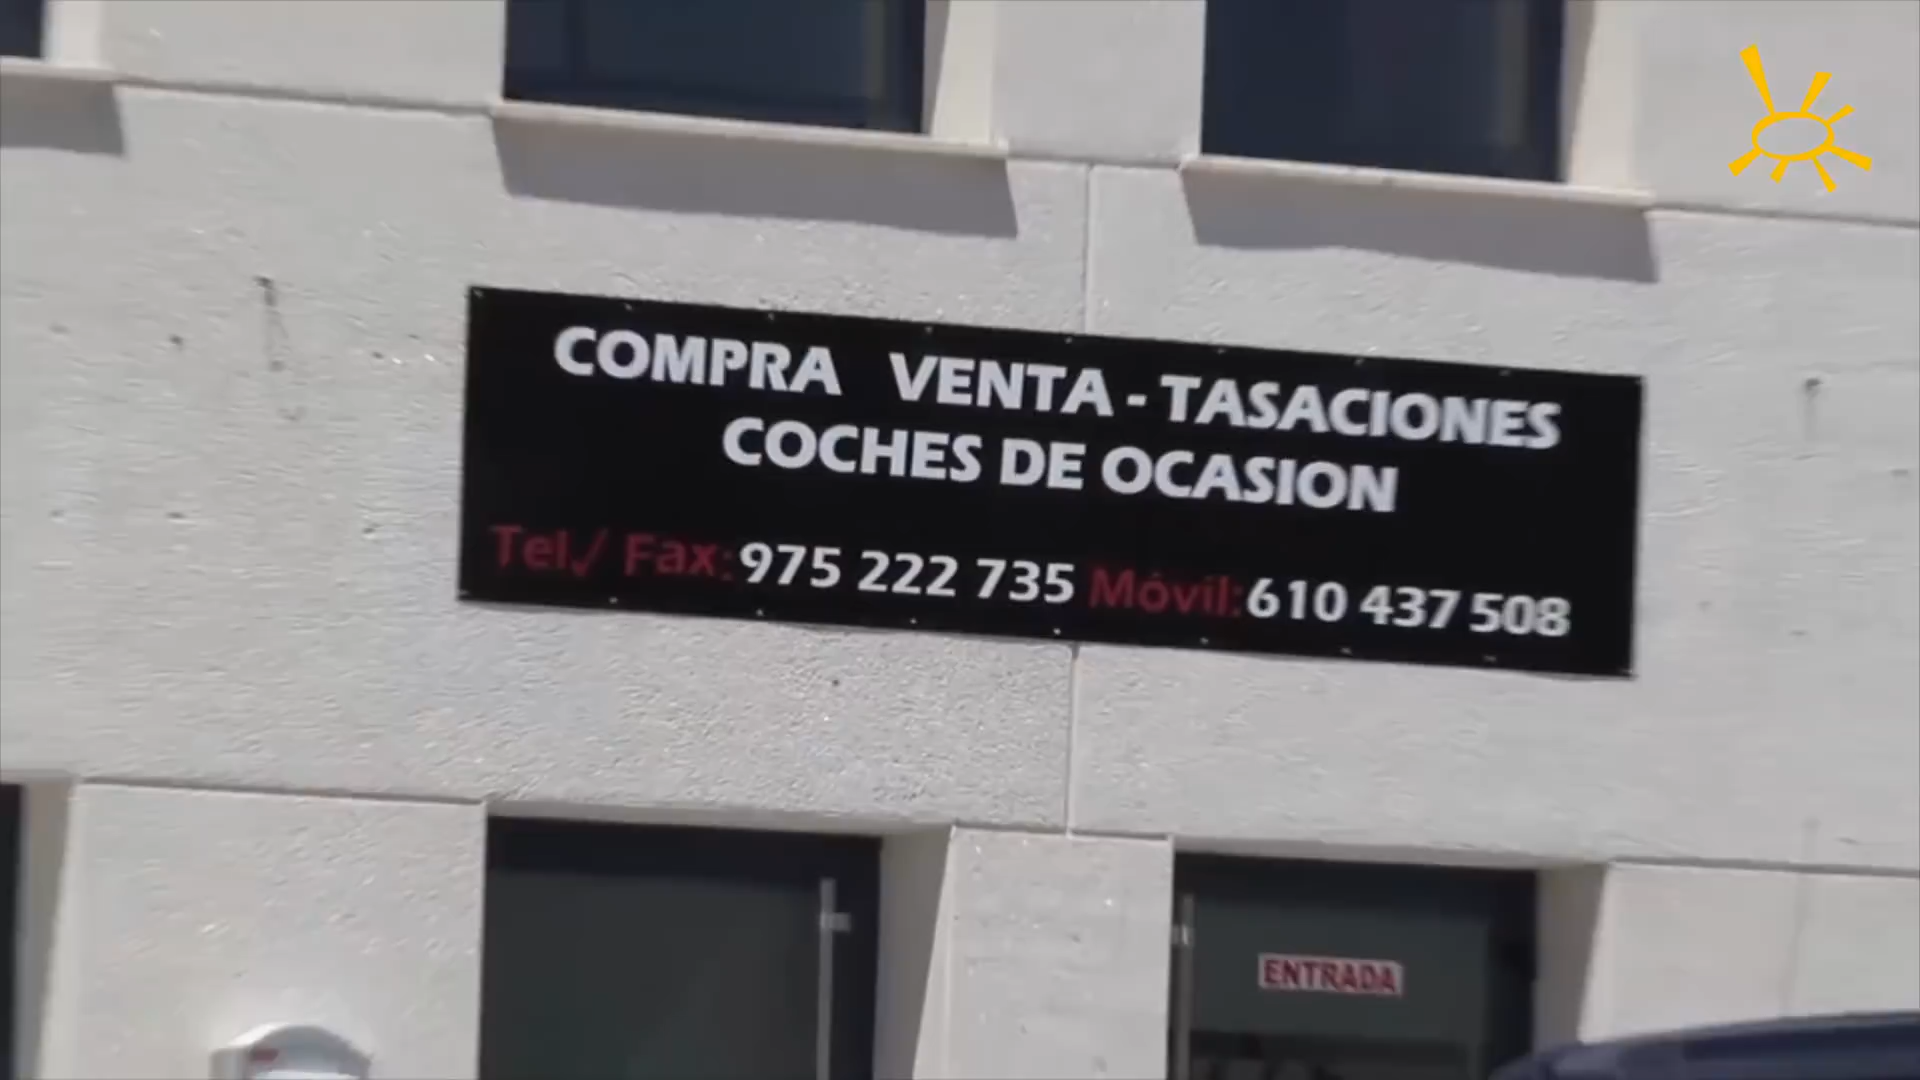 COMPRA VENTA - TASACIONES
COCHES DE OCASION
Tel./ Fax: 975 222 735 Móvil: 610 437 508
ENTRADA